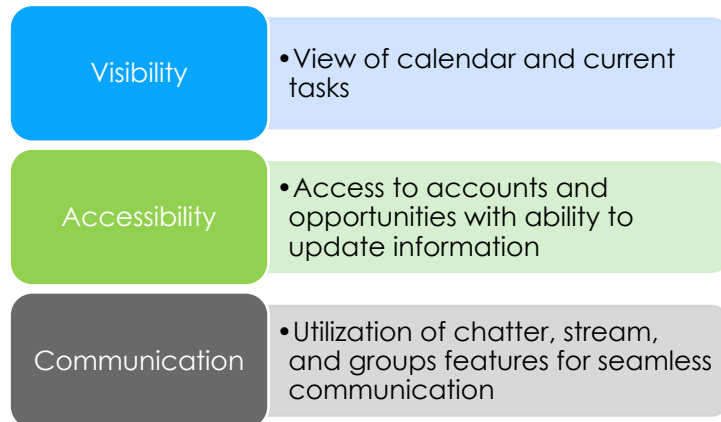 Visibility
•View of calendar and current
tasks
Accessibility
•Access to accounts and
opportunities with ability to
update information
Communication
•Utilization of chatter, stream,
and groups features for seamless
communication